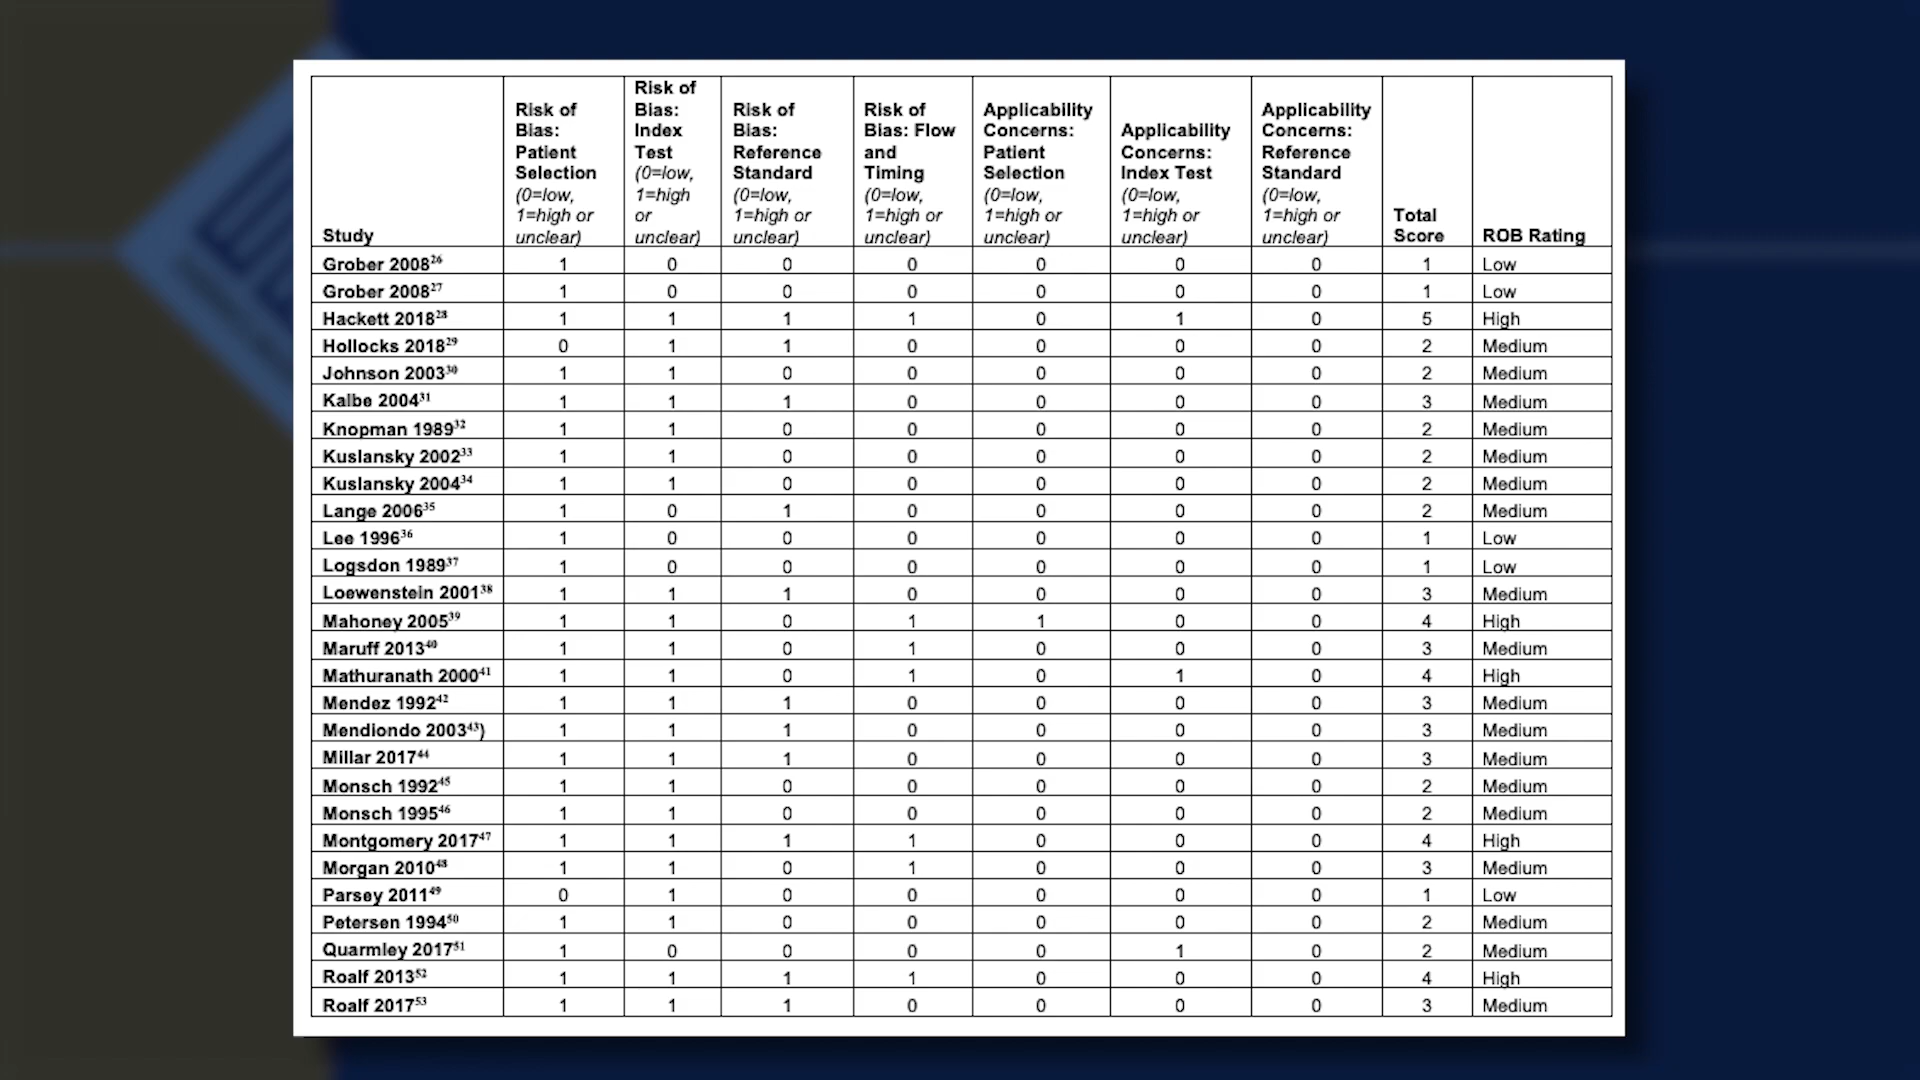 Study | Risk of Bias: Patient Selection (0=low, 1=high or unclear) | Risk of Bias: Index Test (0=low, 1=high or unclear) | Risk of Bias: Reference Standard (0=low, 1=high or unclear) | Risk of Bias: Flow and Timing (0=low, 1=high or unclear) | Applicability Concerns: Patient Selection (0=low, 1=high or unclear) | Applicability Concerns: Index Test (0=low, 1=high or unclear) | Applicability Concerns: Reference Standard (0=low, 1=high or unclear) | Total Score | ROB Rating
Grober 2008²⁶ 1 0 0 0 0 0 0 1 Low
Grober 2008²⁷ 1 0 0 0 0 0 0 1 Low
Hackett 2018²⁸ 1 1 1 1 0 1 0 5 High
Hollocks 2018²⁹ 0 1 1 0 0 0 0 2 Medium
Johnson 2003³⁰ 1 1 0 0 0 0 0 2 Medium
Kalbe 2004³¹ 1 1 1 0 0 0 0 3 Medium
Knopman 1989³² 1 1 0 0 0 0 0 2 Medium
Kuslansky 2002³³ 1 1 0 0 0 0 0 2 Medium
Kuslansky 2004³⁴ 1 1 0 0 0 0 0 2 Medium
Lange 2006³⁵ 1 0 1 0 0 0 0 2 Medium
Lee 1996³⁶ 1 0 0 0 0 0 0 1 Low
Logsdon 1989³⁷ 1 0 0 0 0 0 0 1 Low
Loewenstein 2001³⁸ 1 1 1 0 0 0 0 3 Medium
Mahoney 2005³⁹ 1 1 0 1 1 0 0 4 High
Maruff 2013⁴⁰ 1 1 0 1 0 0 0 3 Medium
Mathuranath 2000⁴¹ 1 1 0 1 0 1 0 4 High
Mendez 1992⁴² 1 1 1 0 0 0 0 3 Medium
Mendiondo 2003⁴³) 1 1 1 0 0 0 0 3 Medium
Millar 2017⁴⁴ 1 1 1 0 0 0 0 3 Medium
Monsch 1992⁴⁵ 1 1 0 0 0 0 0 2 Medium
Monsch 1995⁴⁶ 1 1 0 0 0 0 0 2 Medium
Montgomery 2017⁴⁷ 1 1 1 1 0 0 0 4 High
Morgan 2010⁴⁸ 1 1 0 1 0 0 0 3 Medium
Parsey 2011⁴⁹ 0 1 0 0 0 0 0 1 Low
Petersen 1994⁵⁰ 1 1 0 0 0 0 0 2 Medium
Quarmley 2017⁵¹ 1 0 0 0 0 1 0 2 Medium
Roalf 2013⁵² 1 1 1 1 0 0 0 4 High
Roalf 2017⁵³ 1 1 1 0 0 0 0 3 Medium